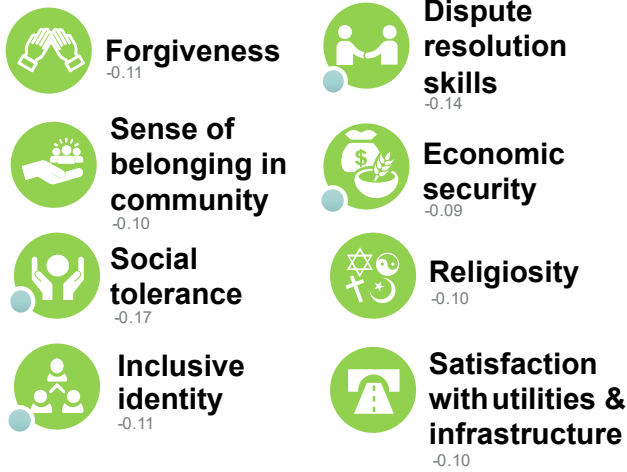 Forgiveness
-0.11
Sense of
belonging in
community
-0.10
Social
tolerance
-0.17
Inclusive
identity
-0.11
Dispute
resolution
skills
-0.14
$
Economic
security
-0.09
Religiosity
-0.10
Satisfaction
with utilities &
infrastructure
-0.10